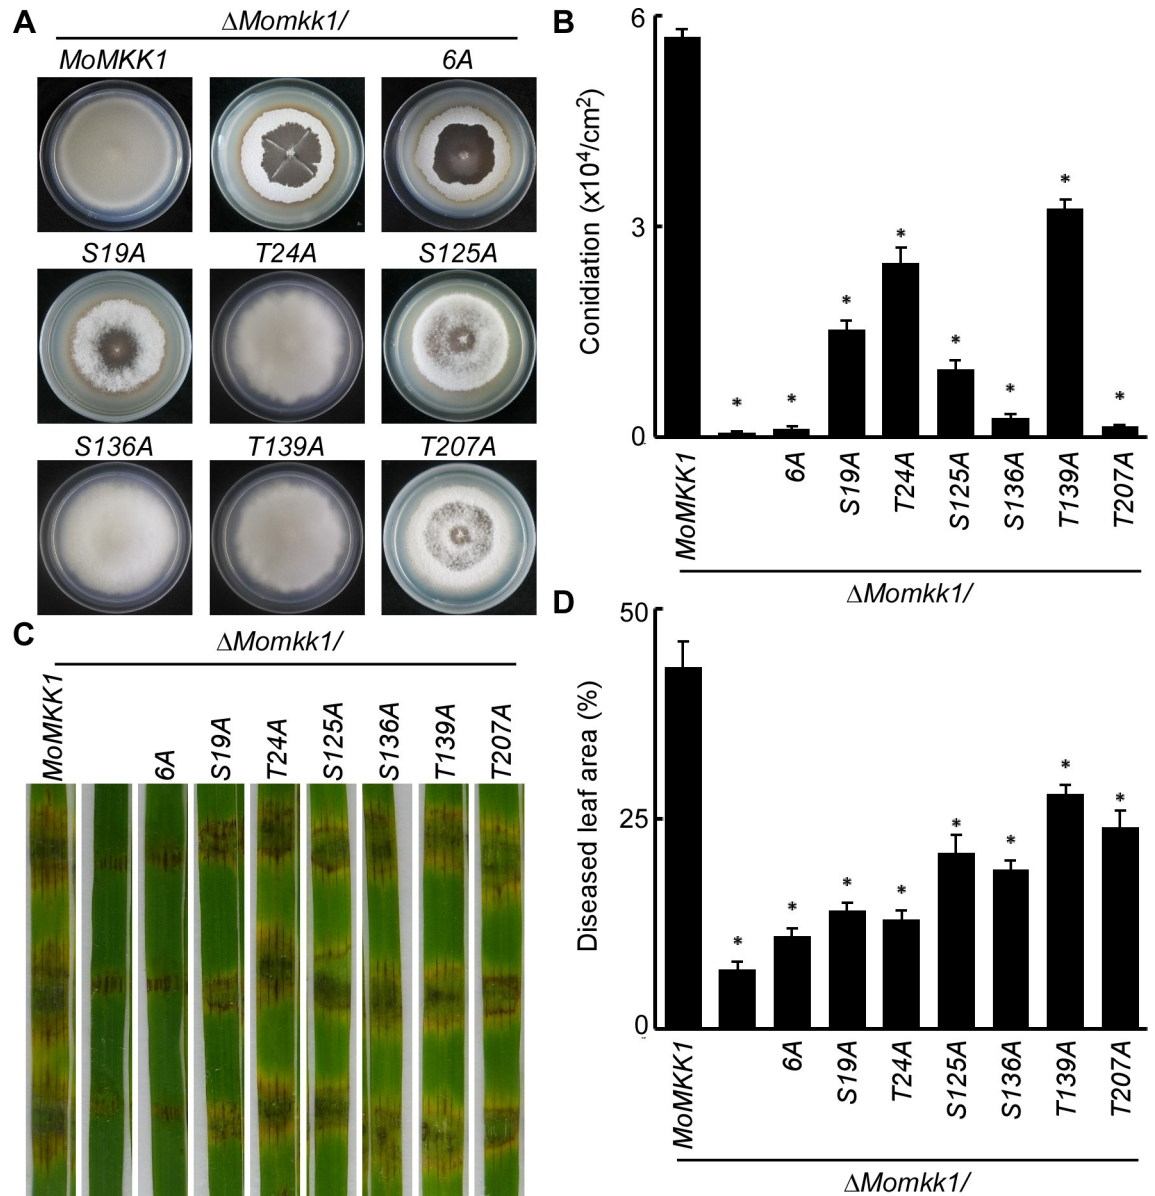 A
ΔMomkk1/
MoMKK1 6A
S19A T24A S125A
S136A T139A T207A
B
Conidiation (x10⁴/cm²)
6
3
0
MoMKK1 6A S19A T24A S125A S136A T139A T207A
* * * * * * * *
ΔMomkk1/
C
ΔMomkk1/
MoMKK1 6A S19A T24A S125A S136A T139A T207A
D
Diseased leaf area (%)
50
25
0
* * * * * * * *
MoMKK1 6A S19A T24A S125A S136A T139A T207A
ΔMomkk1/